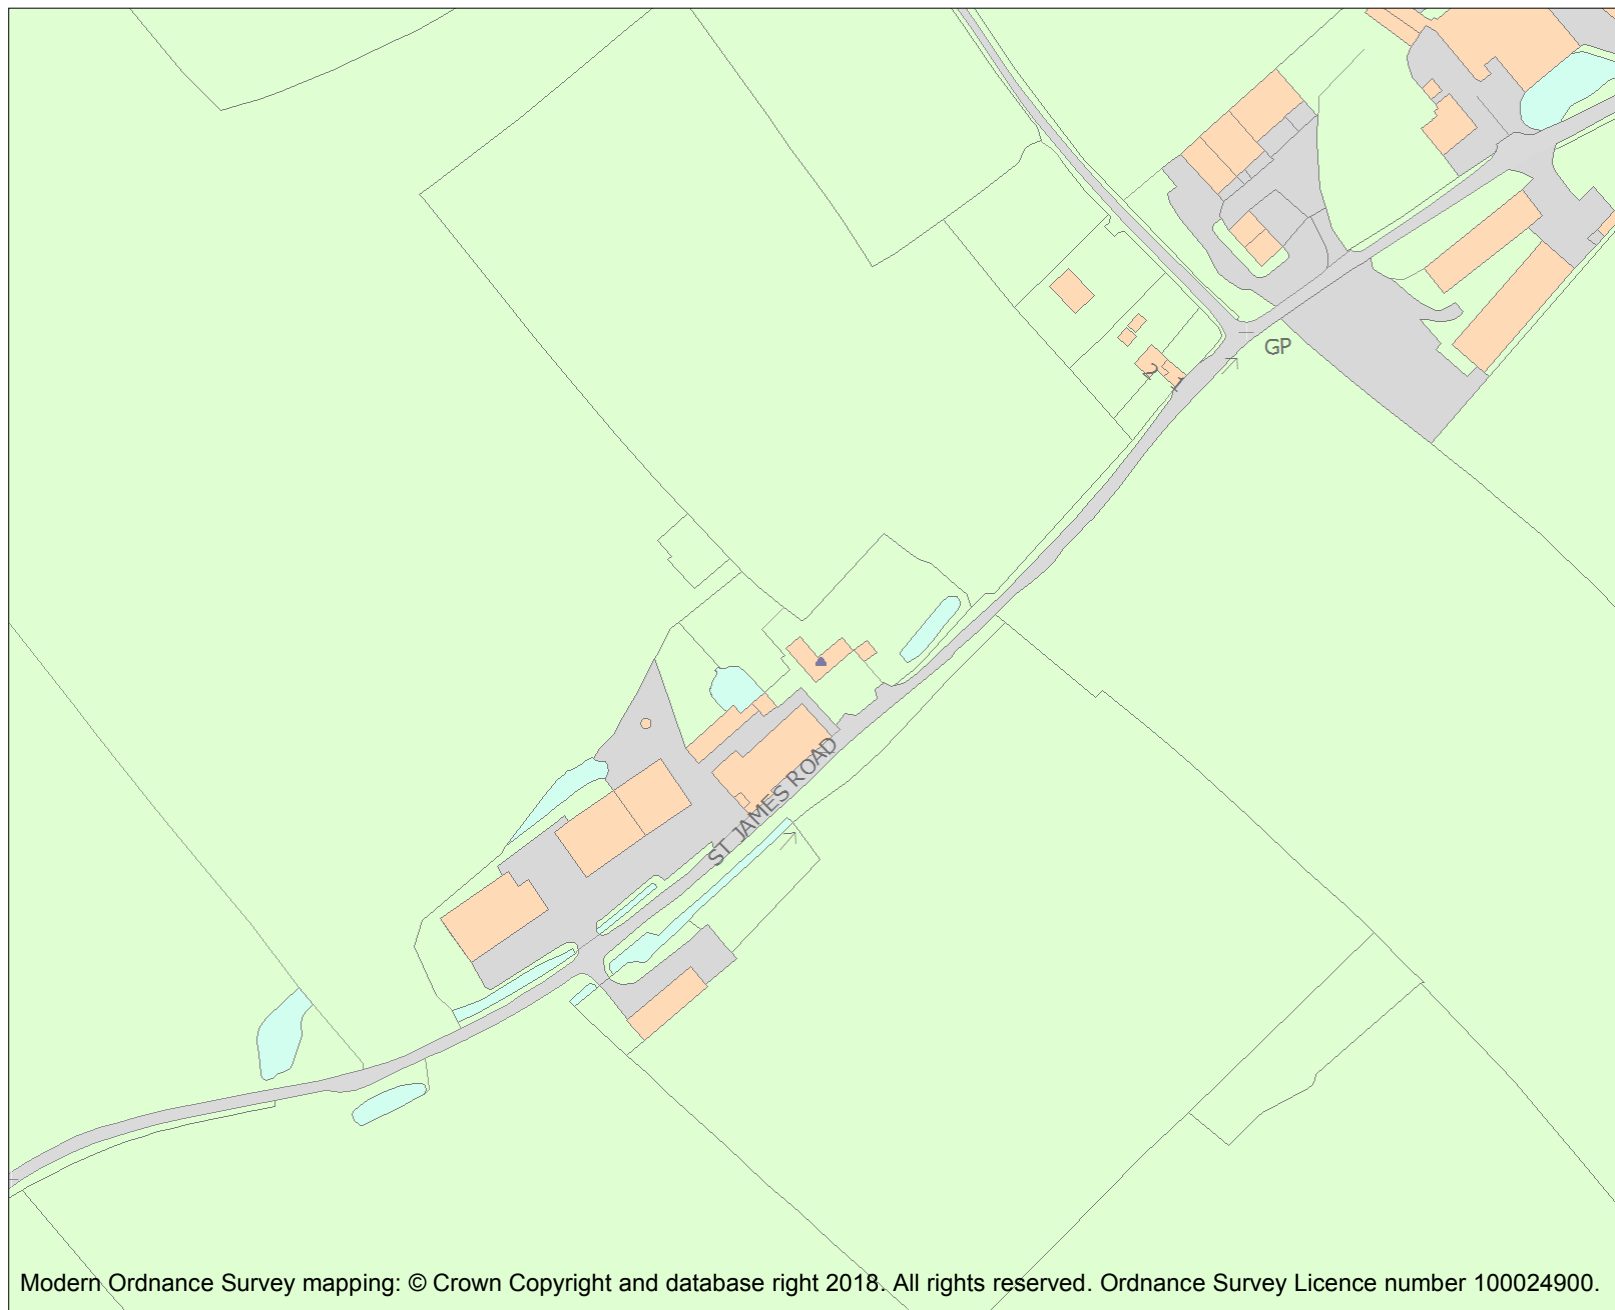 GP
2
1
ST JAMES ROAD
Modern Ordnance Survey mapping: © Crown Copyright and database right 2018. All rights reserved. Ordnance Survey Licence number 100024900.